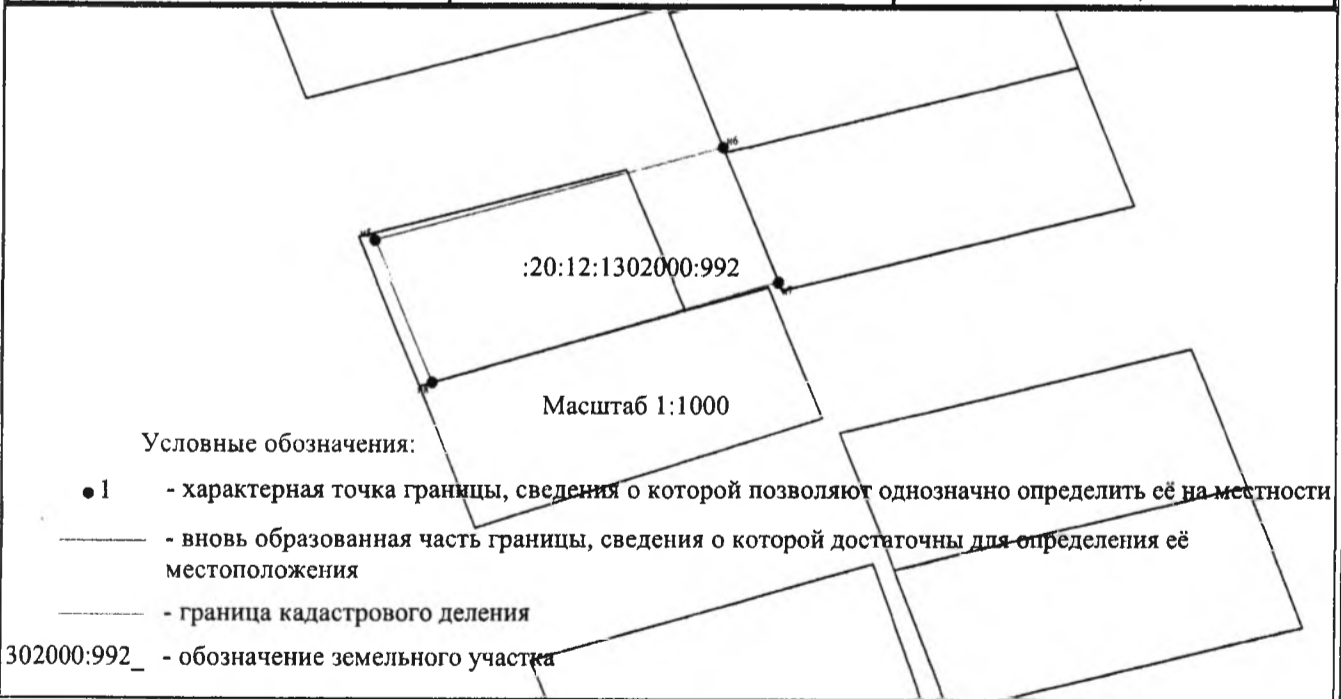 н6
:20:12:1302000:992
н7
Масштаб 1:1000
Условные обозначения:
1 - характерная точка границы, сведения о которой позволяют однозначно определить её на местности
- вновь образованная часть границы, сведения о которой достаточны для определения её
местоположения
- граница кадастрового деления
302000:992_ - обозначение земельного участка